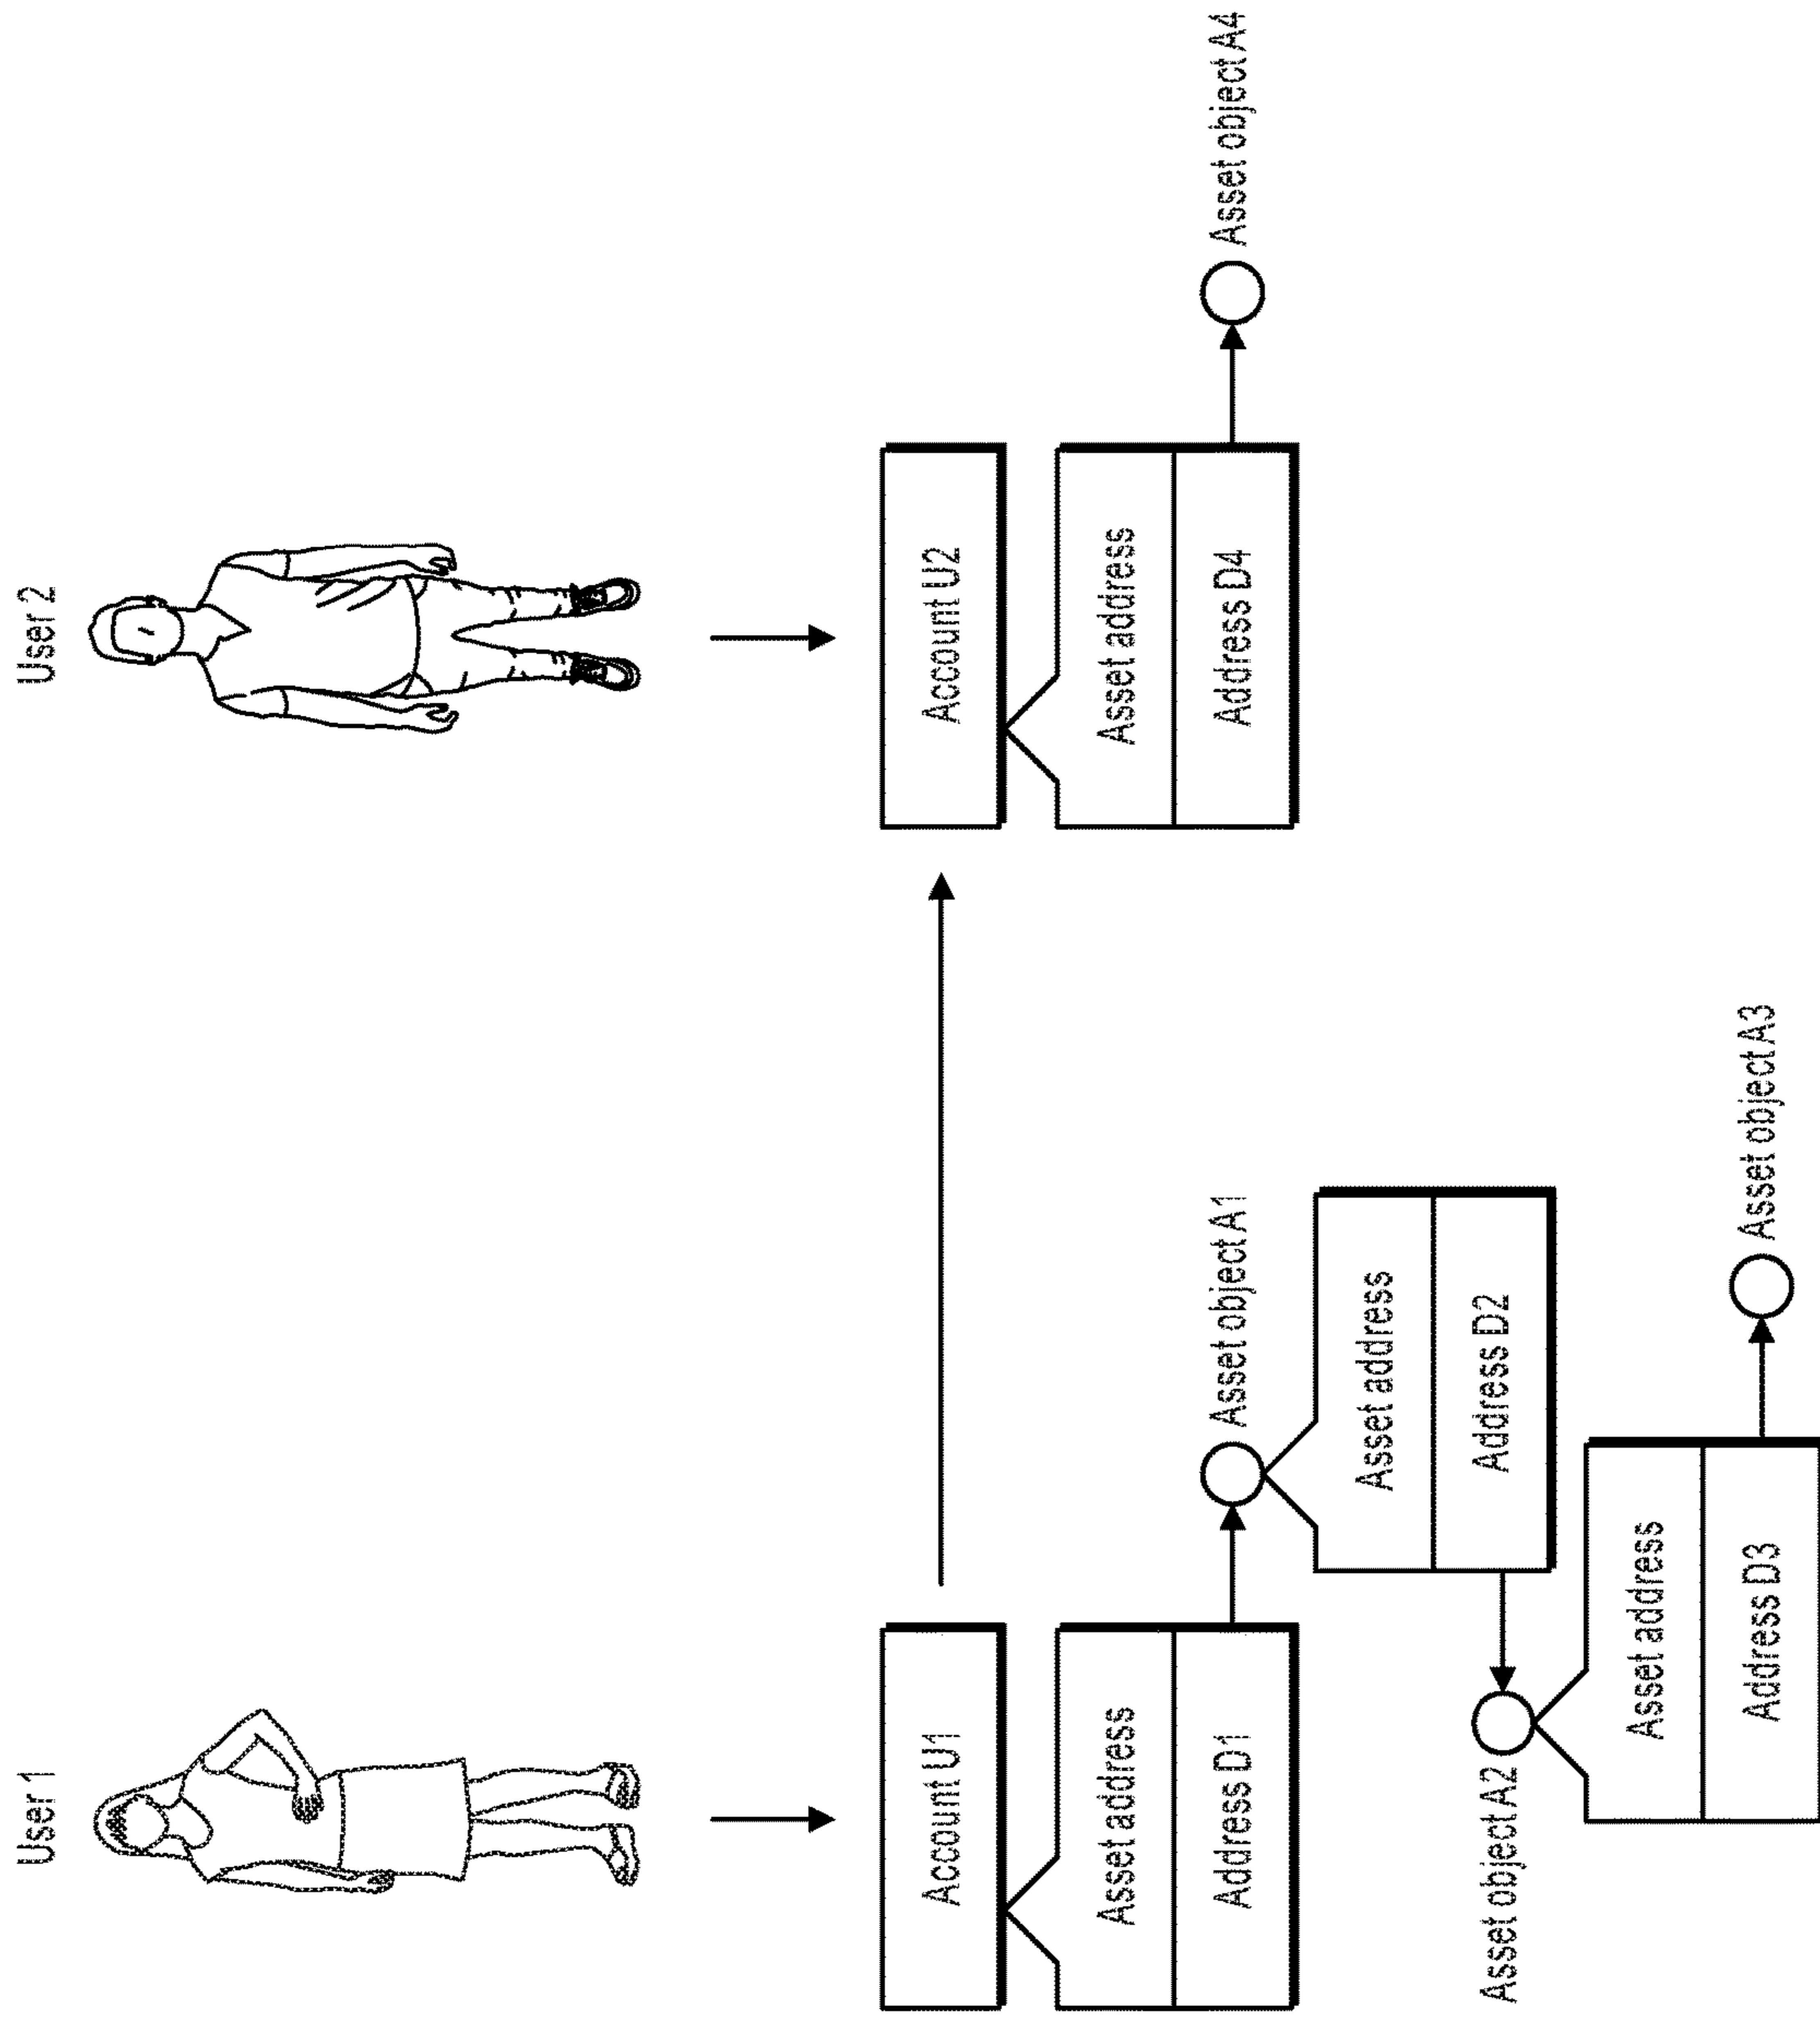 User 1
User 2
Account U1
Account U2
Asset address
Address D1
Asset object A1
Asset address
Address D4
Asset object A4
Asset address
Address D2
Asset object A2
Asset address
Address D3
Asset object A3